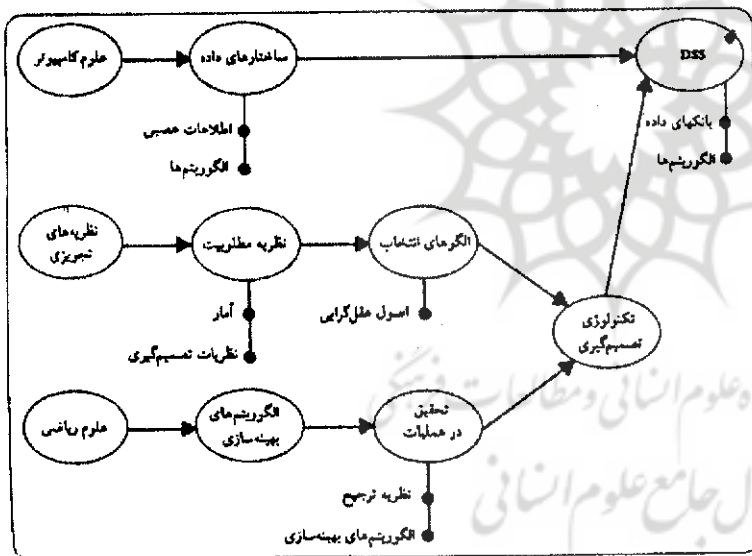 علوم کامپیوتر
ساختارهای داده
DSS
اطلاعات عصبی
الگوریتم‌ها
بانکهای داده
الگوریتم‌ها
نظریه‌های
تجویزی
نظریه مطلوبیت
الگوهای انتخاب
آمار
نظریات تصمیم‌گیری
اصول عقل‌گرایی
تکنولوژی
تصمیم‌گیری
علوم ریاضی
الگوریتم‌های
بهینه‌سازی
تحقیق
در عملیات
نظریه ترجیح
الگوریتم‌های بهینه‌سازی
ه علوم انسانی و مطالعات فرهنگی
ل جامع علوم انسانی